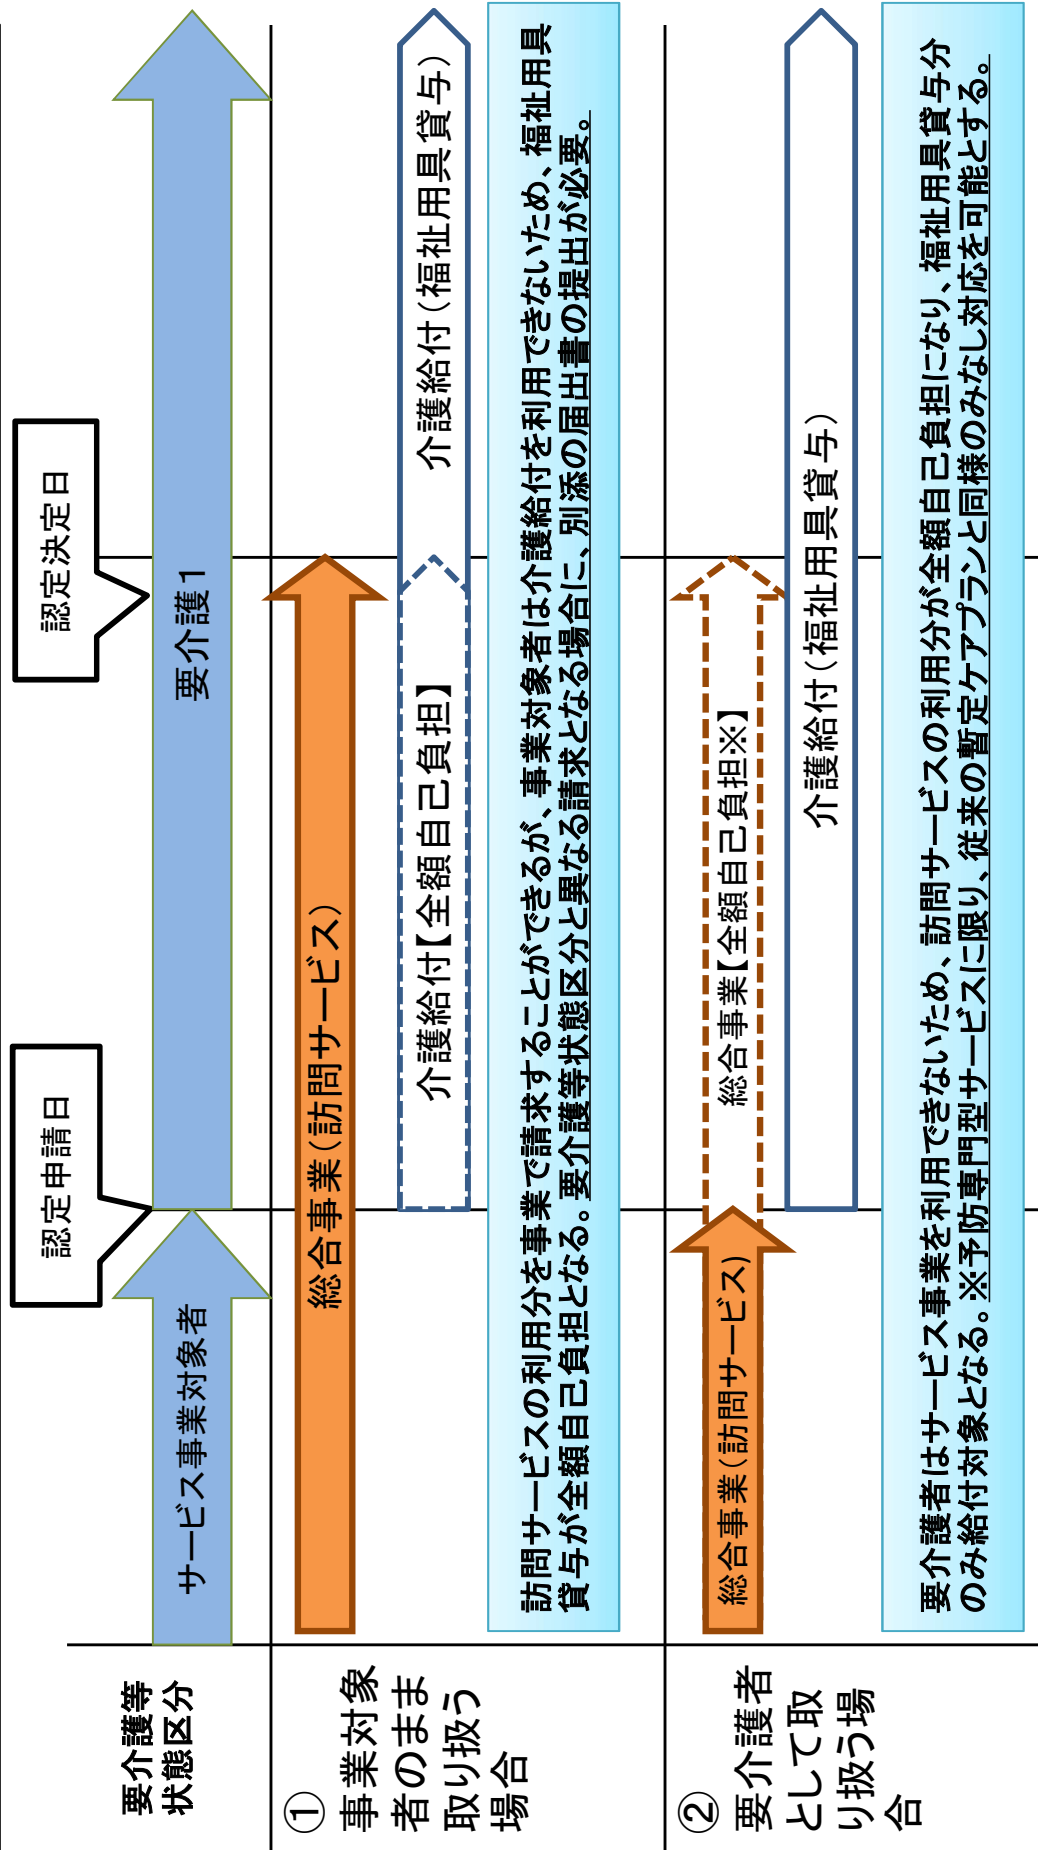 認定申請日
認定決定日
要介護等
状態区分
サービス事業対象者
要介護1
①
事業対象
者のまま
取り扱う
場合
総合事業(訪問サービス)
介護給付【全額自己負担】
介護給付(福祉用具貸与)
訪問サービスの利用分を事業で請求することができるが、事業対象者は介護給付を利用できないため、福祉用具
貸与が全額自己負担となる。要介護等状態区分と異なる請求となる場合に、別添の届出書の提出が必要。
②
要介護者
として取
り扱う場
合
総合事業(訪問サービス)
総合事業【全額自己負担※】
介護給付(福祉用具貸与)
要介護者はサービス事業を利用できないため、訪問サービスの利用分が全額自己負担になり、福祉用具貸与分
のみ給付対象となる。※予防専門型サービスに限り、従来の暫定ケアプランと同様のみなし対応を可能とする。